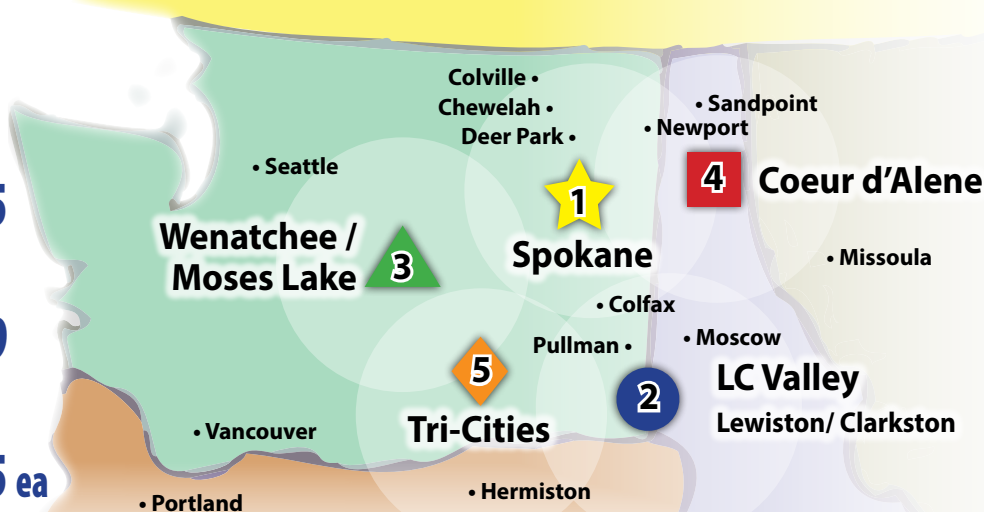 Colville •
Chewelah •
Deer Park •
• Sandpoint
• Newport
• Seattle
1
4
Coeur d’Alene
Wenatchee /
Moses Lake
3
Spokane
• Missoula
• Colfax
Pullman •
• Moscow
5
2
LC Valley
Lewiston/ Clarkston
Tri-Cities
• Vancouver
ea
• Hermiston
• Portland